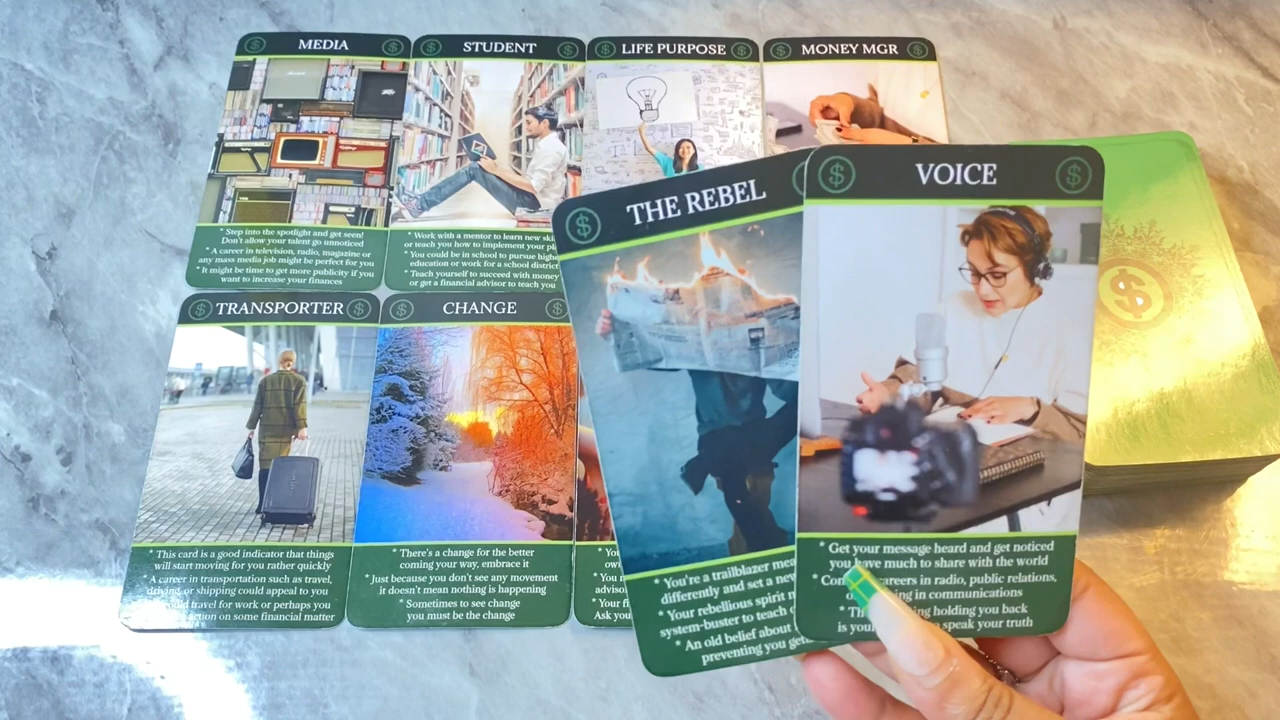 MEDIA
* Step into the spotlight and get seen!
Don't allow your talent go unnoticed
* A career in television, radio, magazine or
any mass media job might be perfect for you
* It might be time to get more publicity if you
want to increase your finances
STUDENT
* Work with a mentor to learn new
or teach you how to implement your
* You could be in school to pursue
education or work for a school district
* Teach yourself to succeed with money
or get a financial advisor to teach you
LIFE PURPOSE
MONEY MGR
TRANSPORTER
* This card is a good indicator that things
will start moving for you rather quickly
* A career in transportation such as travel,
driving, or shipping could appeal to you
travel for work or perhaps you
action on some financial matter
CHANGE
* There's a change for the better
coming your way, embrace it
* Just because you don't see any movement
it doesn't mean nothing is happening
* Sometimes to see change
you must be the change
THE REBEL
* You're a trailblazer
differently and set a new
* Your rebellious spirit
system-buster to teach
* An old belief about
preventing you
VOICE
* Get your message heard and get noticed
you have much to share with the world
careers in radio, public relations,
in communications
holding you back
is speak your truth
$